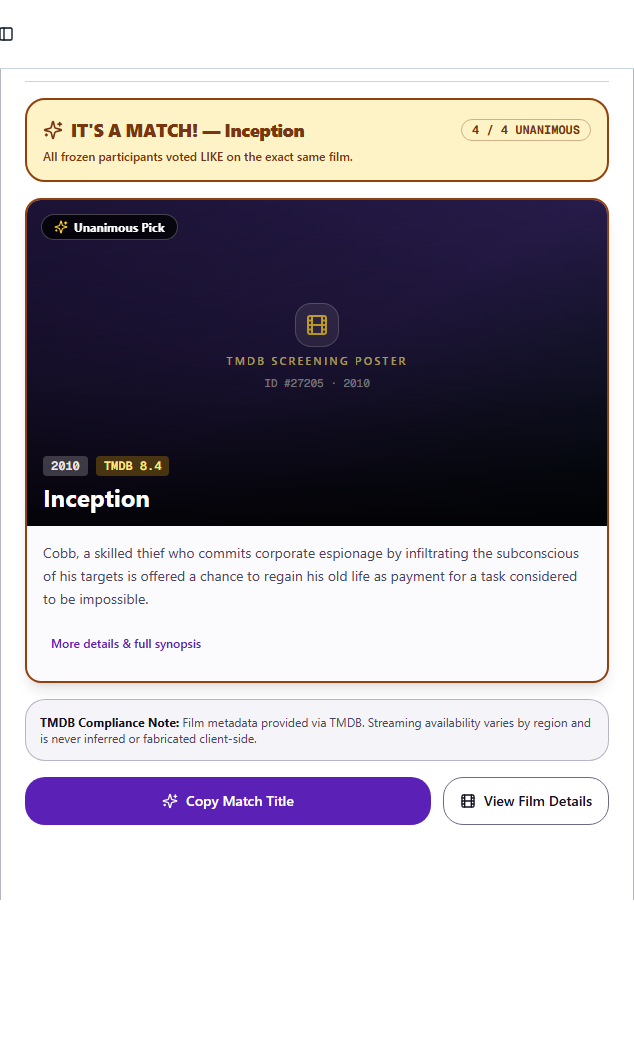 IT'S A MATCH! — Inception
4 / 4 UNANIMOUS
All frozen participants voted LIKE on the exact same film.
Unanimous Pick
TMDB SCREENING POSTER
ID #27205 · 2010
2010
TMDB 8.4
Inception
Cobb, a skilled thief who commits corporate espionage by infiltrating the subconscious
of his targets is offered a chance to regain his old life as payment for a task considered
to be impossible.
More details & full synopsis
TMDB Compliance Note: Film metadata provided via TMDB. Streaming availability varies by region and
is never inferred or fabricated client-side.
Copy Match Title
View Film Details